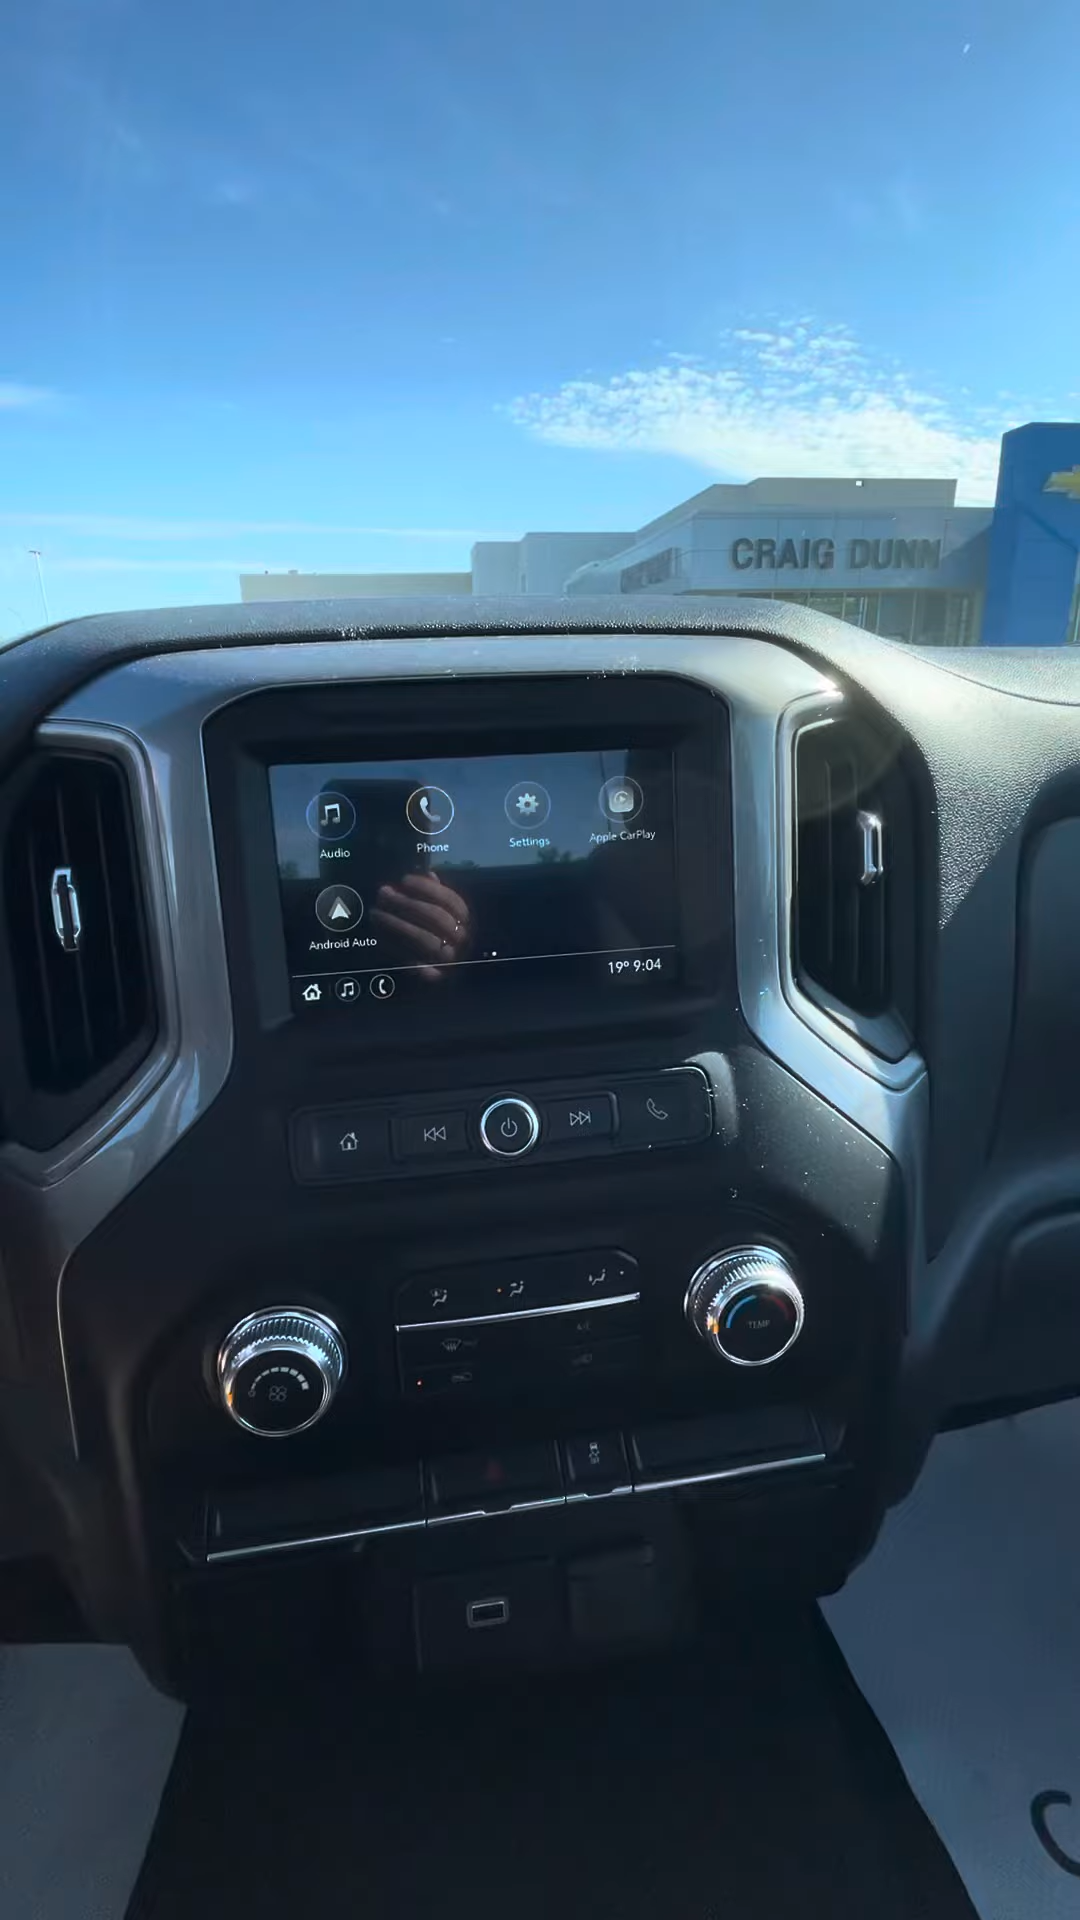 CRAIG DUNN
Audio
Phone
Settings
Apple CarPlay
Android Auto
19° 9:04
TEMP